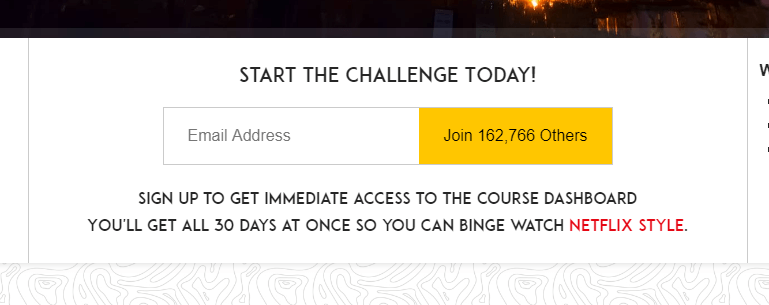 START THE CHALLENGE TODAY!
Email Address
Join 162,766 Others
SIGN UP TO GET IMMEDIATE ACCESS TO THE COURSE DASHBOARD
YOU'LL GET ALL 30 DAYS AT ONCE SO YOU CAN BINGE WATCH NETFLIX STYLE.